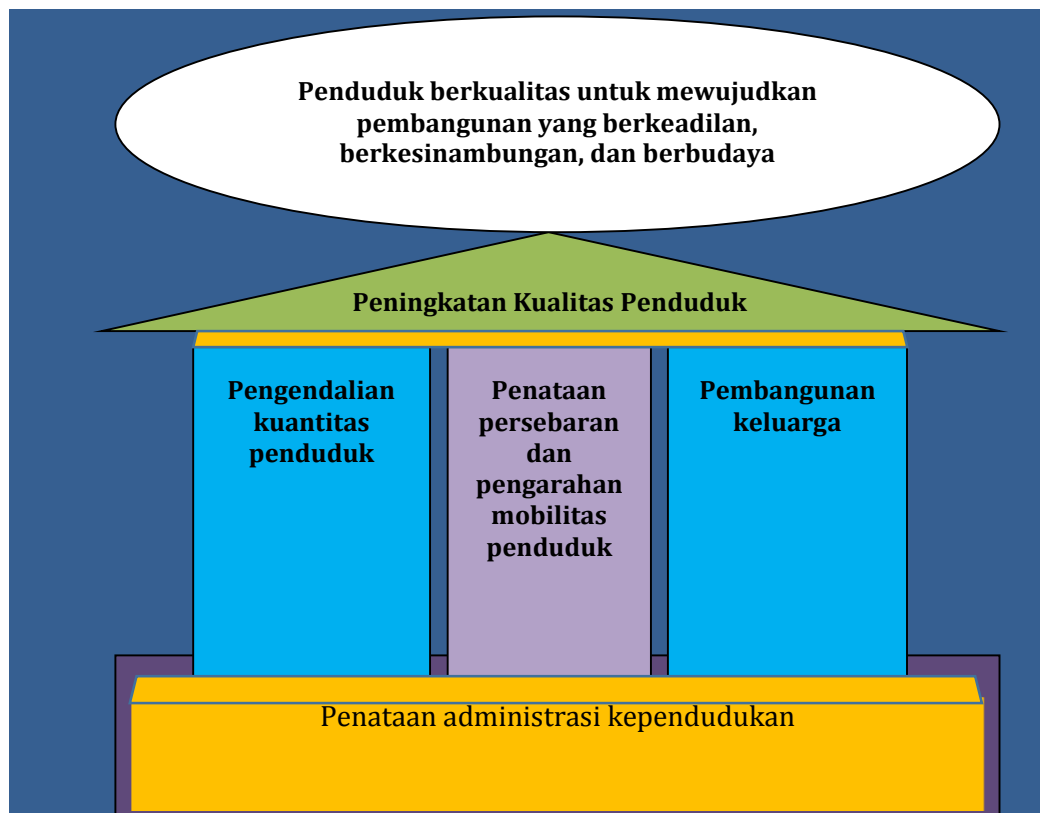 Penduduk berkualitas untuk mewujudkan
pembangunan yang berkeadilan,
berkesinambungan, dan berbudaya
Peningkatan Kualitas Penduduk
Pengendalian
kuantitas
penduduk
Penataan
persebaran
dan
pengarahan
mobilitas
penduduk
Pembangunan
keluarga
Penataan administrasi kependudukan